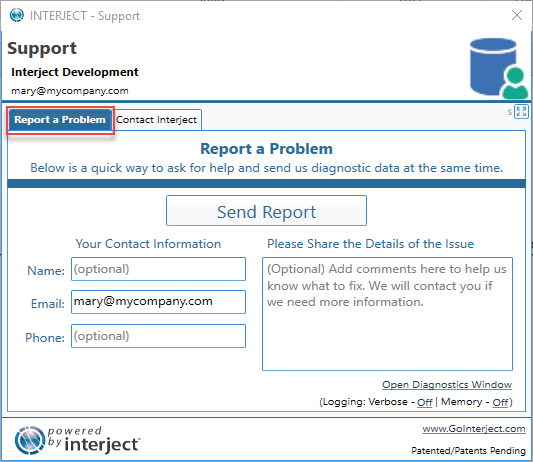 INTERJECT - Support
Support
Interject Development
mary@mycompany.com
s
Report a Problem
Contact Interject
Report a Problem
Below is a quick way to ask for help and send us diagnostic data at the same time.
Send Report
Your Contact Information
Please Share the Details of the Issue
Name:
(optional)
(Optional) Add comments here to help us
know what to fix. We will contact you if
we need more information.
Email:
mary@mycompany.com
Phone:
(optional)
Open Diagnostics Window
(Logging: Verbose - Off | Memory - Off)
powered
by interject
www.GoInterject.com
Patented/Patents Pending